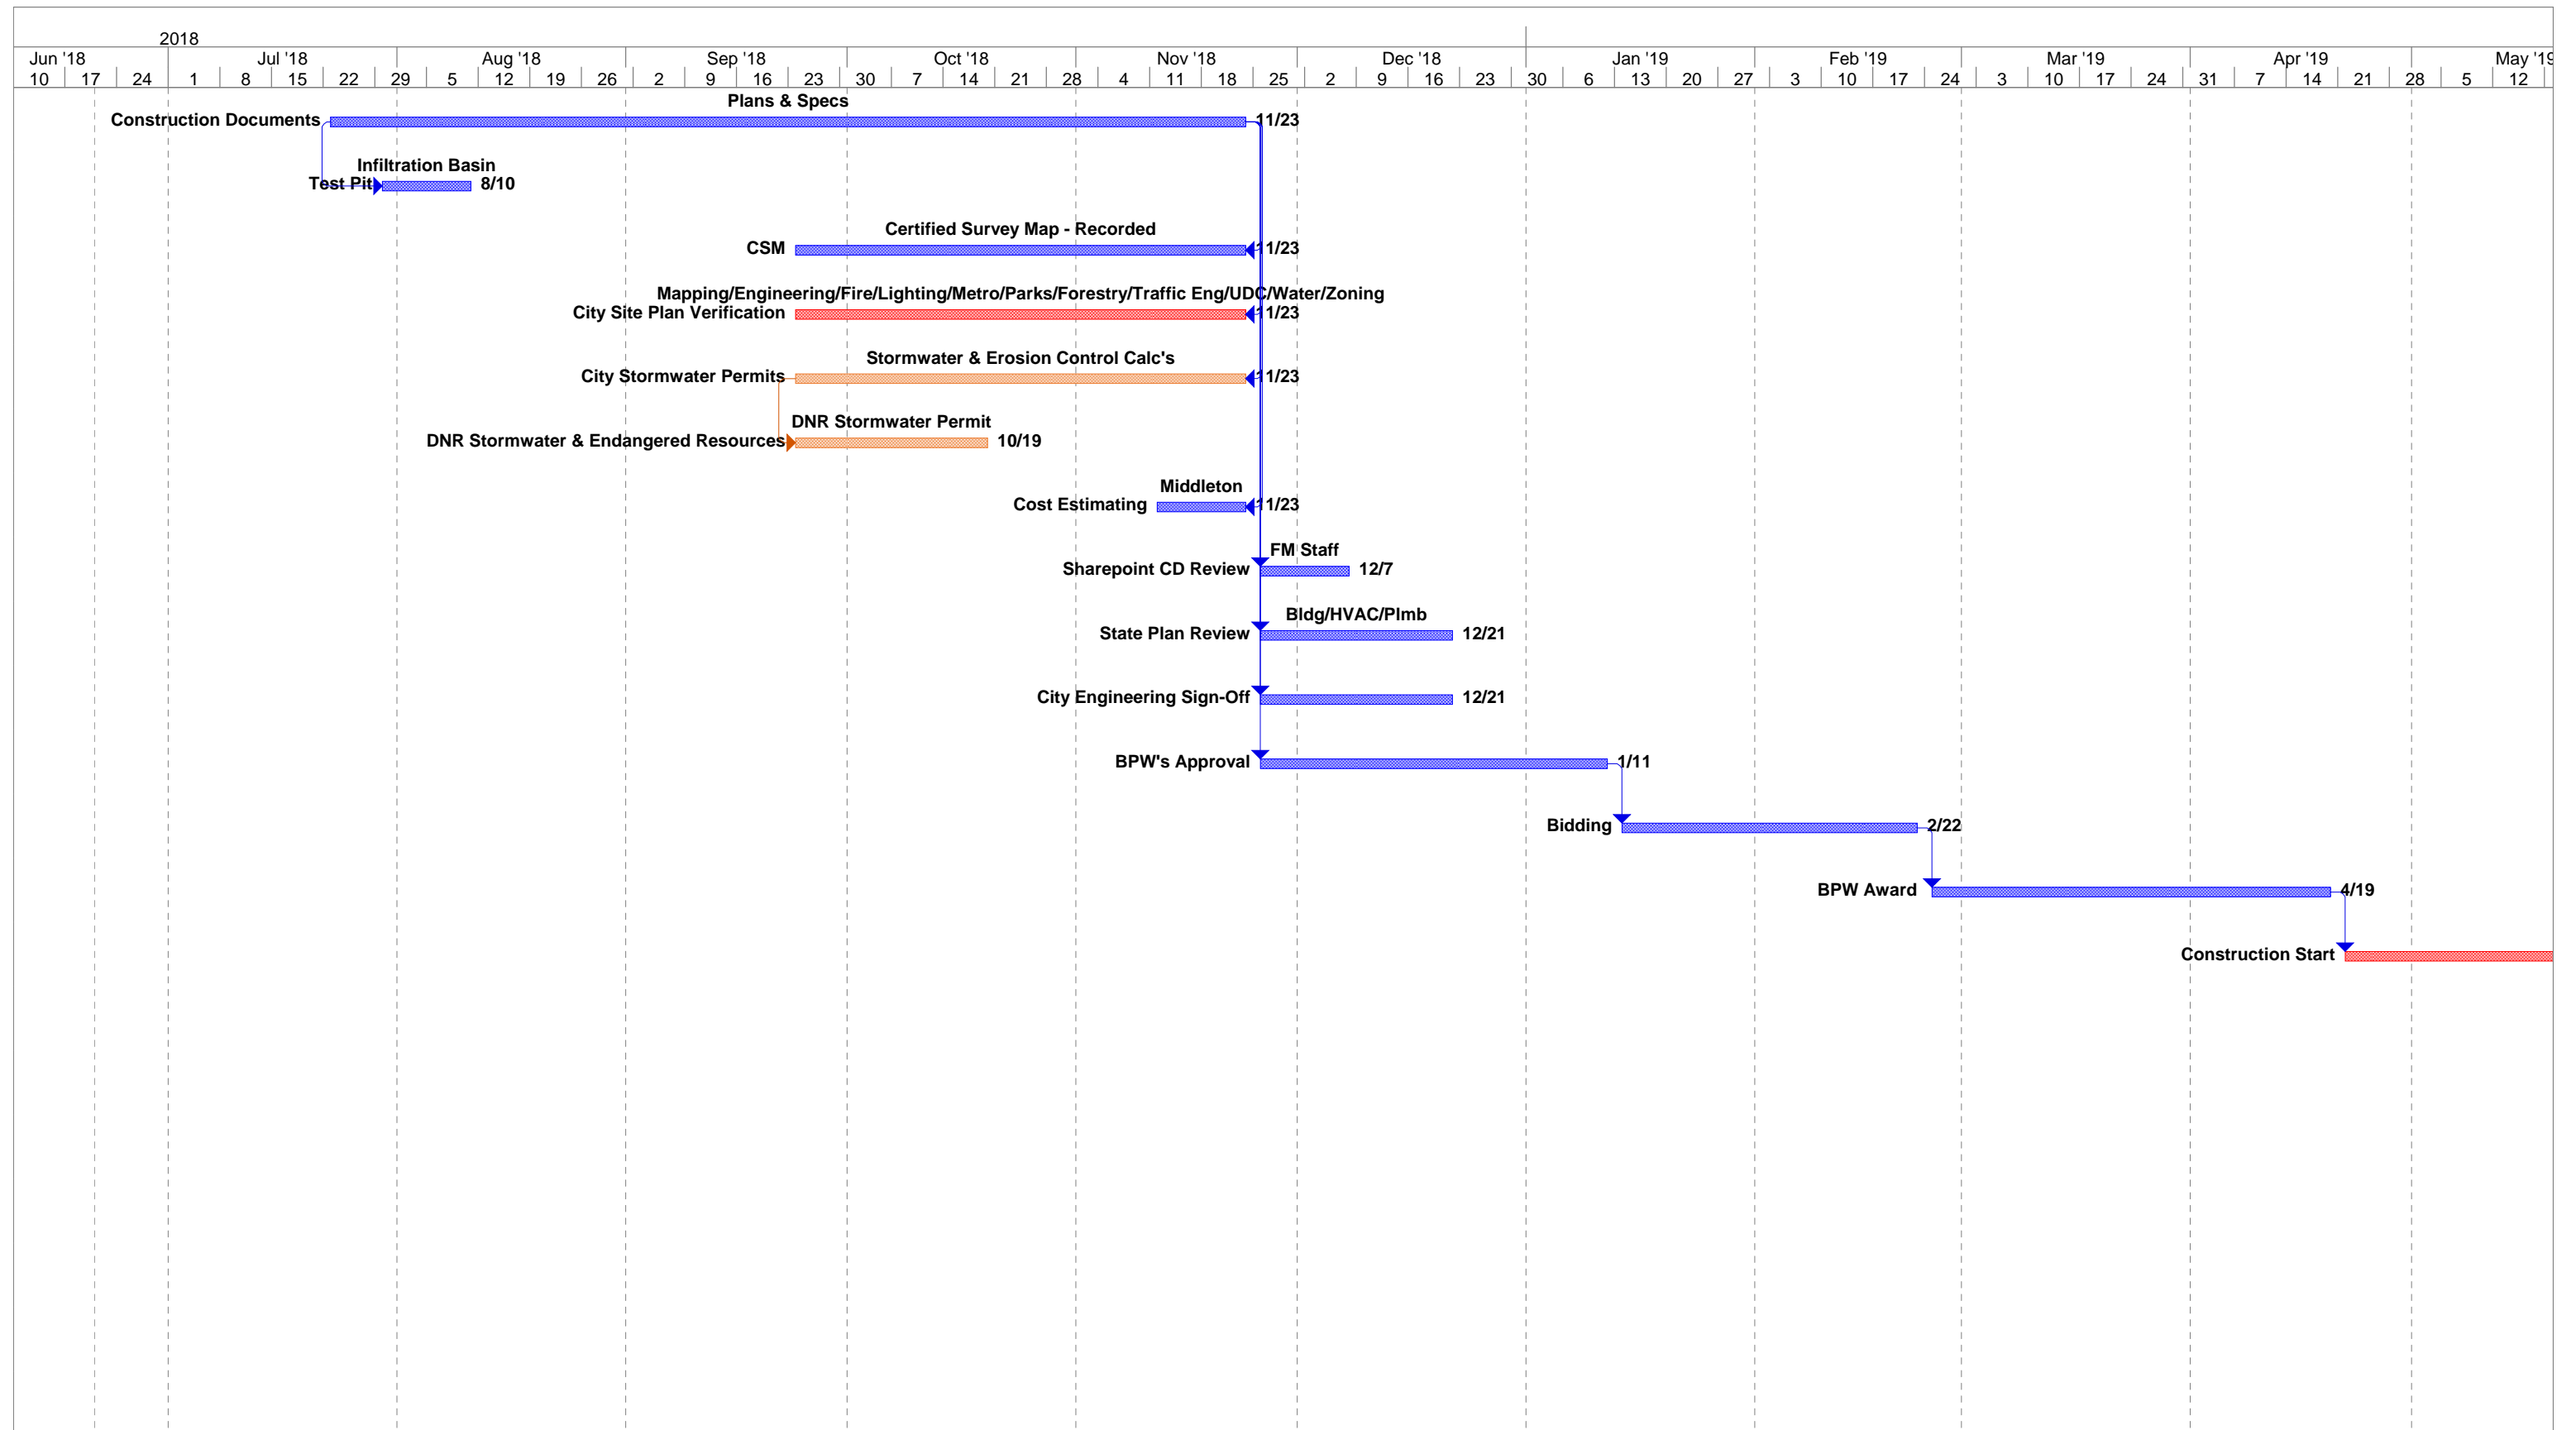 2018
Jun '18 Jul '18 Aug '18 Sep '18 Oct '18 Nov '18 Dec '18 Jan '19 Feb '19 Mar '19 Apr '19 May '19
10 17 24 1 8 15 22 29 5 12 19 26 2 9 16 23 30 7 14 21 28 4 11 18 25 2 9 16 23 30 6 13 20 27 3 10 17 24 3 10 17 24 31 7 14 21 28 5 12
Plans & Specs
Construction Documents 11/23
Infiltration Basin
Test Pit 8/10
Certified Survey Map - Recorded
CSM 11/23
Mapping/Engineering/Fire/Lighting/Metro/Parks/Forestry/Traffic Eng/UDC/Water/Zoning
City Site Plan Verification 11/23
Stormwater & Erosion Control Calc's
City Stormwater Permits 11/23
DNR Stormwater Permit
DNR Stormwater & Endangered Resources 10/19
Middleton
Cost Estimating 11/23
FM Staff
Sharepoint CD Review 12/7
Bldg/HVAC/Plmb
State Plan Review 12/21
City Engineering Sign-Off 12/21
BPW's Approval 1/11
Bidding 2/22
BPW Award 4/19
Construction Start